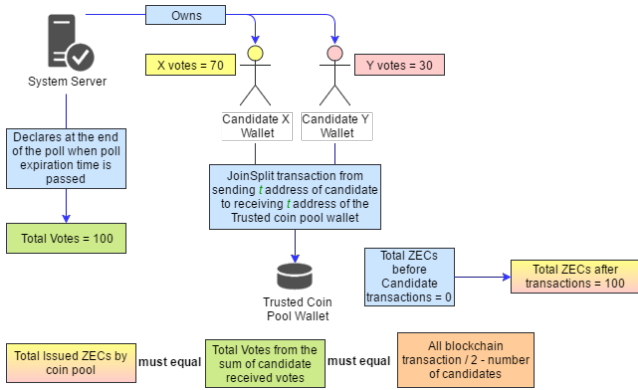 Owns
System Server
X votes = 70
Y votes = 30
Candidate X
Wallet
Candidate Y
Wallet
Declares at the end
of the poll when poll
expiration time is
passed
JoinSplit transaction from
sending t address of candidate
to receiving t address of the
Trusted coin pool wallet
Total Votes = 100
Total ZECs
before
Candidate
transactions = 0
Total ZECs after
transactions = 100
Trusted Coin
Pool Wallet
Total Issued ZECs by
coin pool
must equal
Total Votes from the
sum of candidate
received votes
must equal
All blockchain
transaction / 2 - number
of candidates